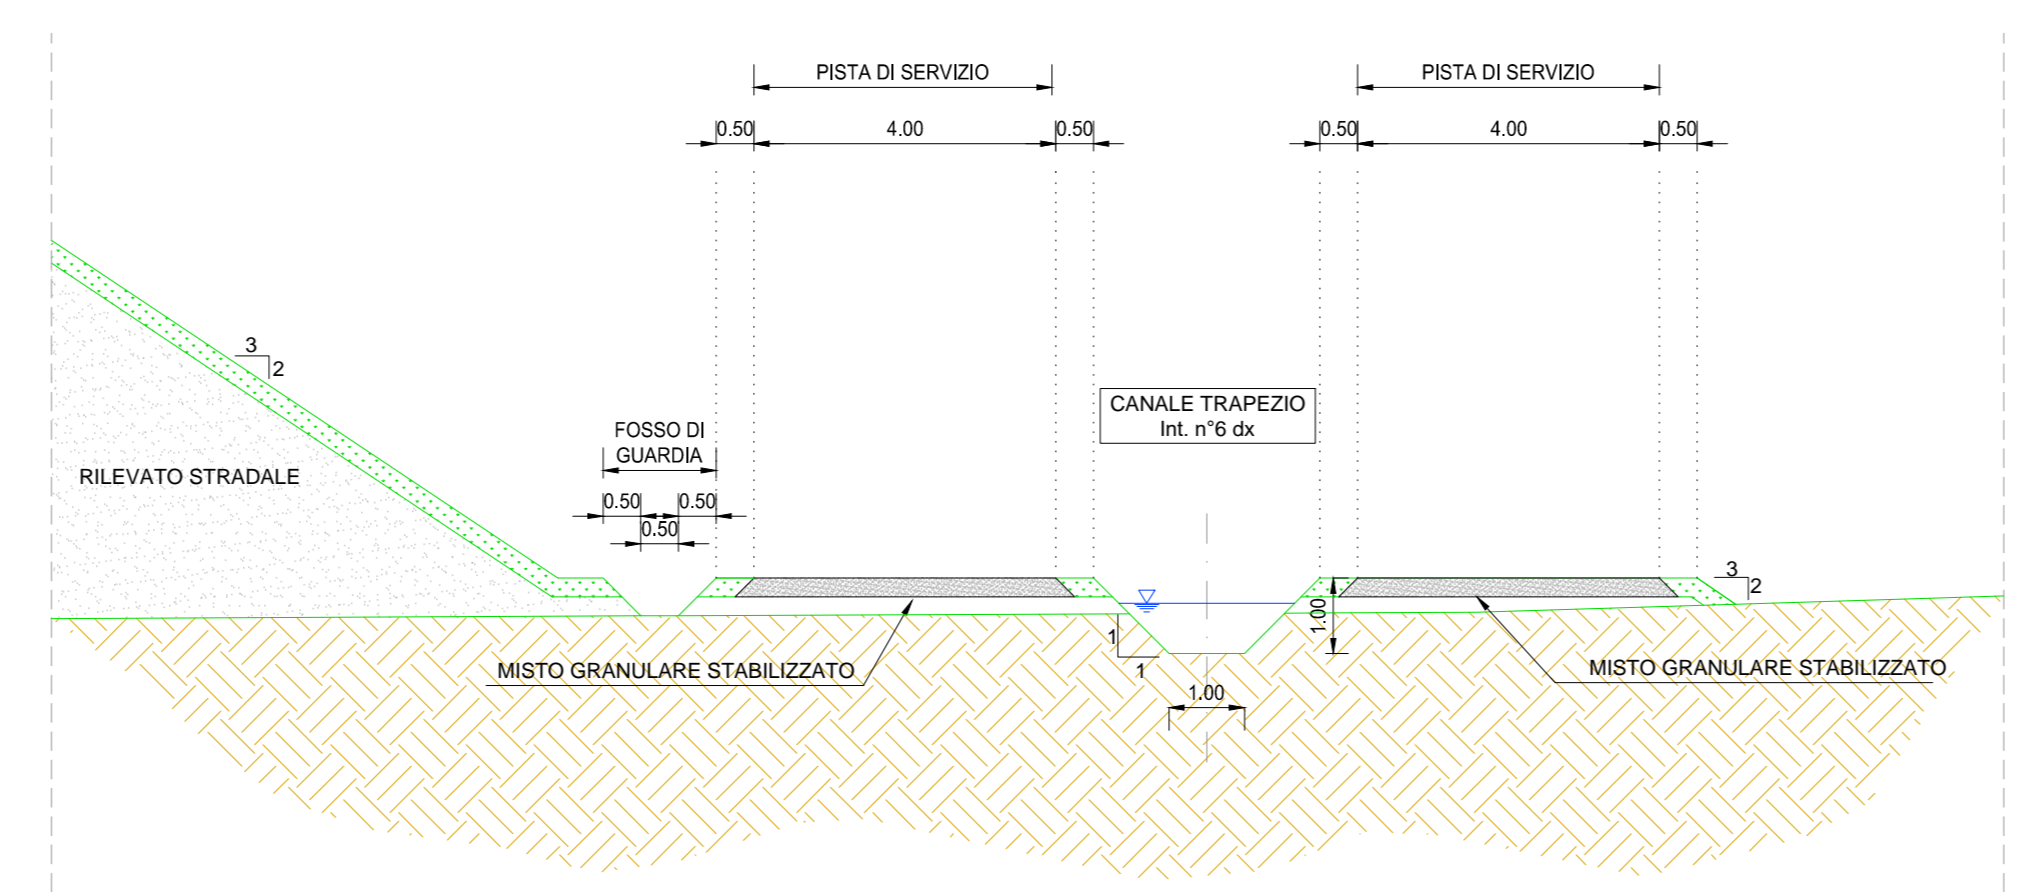 PISTA DI SERVIZIO
PISTA DI SERVIZIO
0.50 4.00 0.50
0.50 4.00 0.50
3
2
CANALE TRAPEZIO
Int. n°6 dx
FOSSO DI
GUARDIA
RILEVATO STRADALE
0.50 0.50
0.50
3
2
1.00
1
1
MISTO GRANULARE STABILIZZATO
MISTO GRANULARE STABILIZZATO
1.00